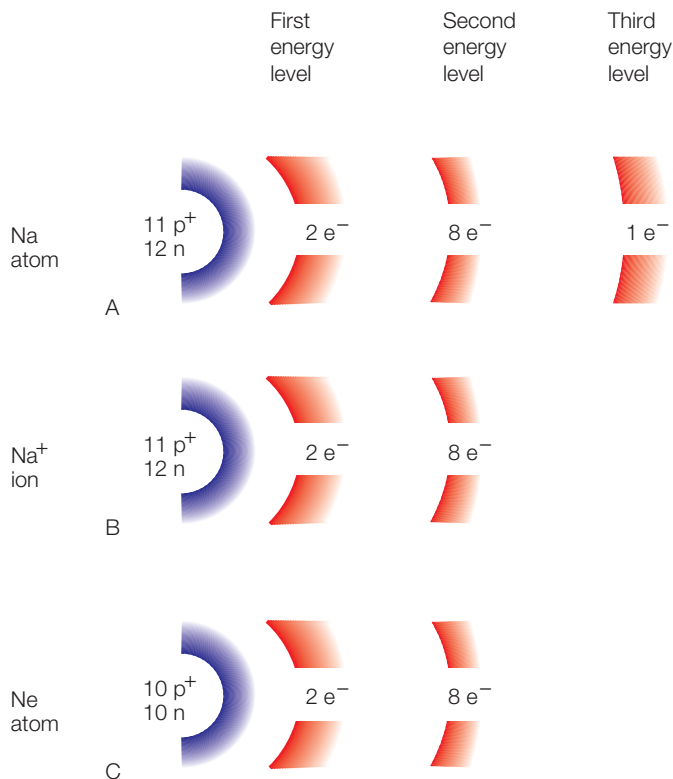 First energy level
Second energy level
Third energy level
Na atom
11 p⁺
12 n
2 e⁻
8 e⁻
1 e⁻
A
Na⁺ ion
11 p⁺
12 n
2 e⁻
8 e⁻
B
Ne atom
10 p⁺
10 n
2 e⁻
8 e⁻
C